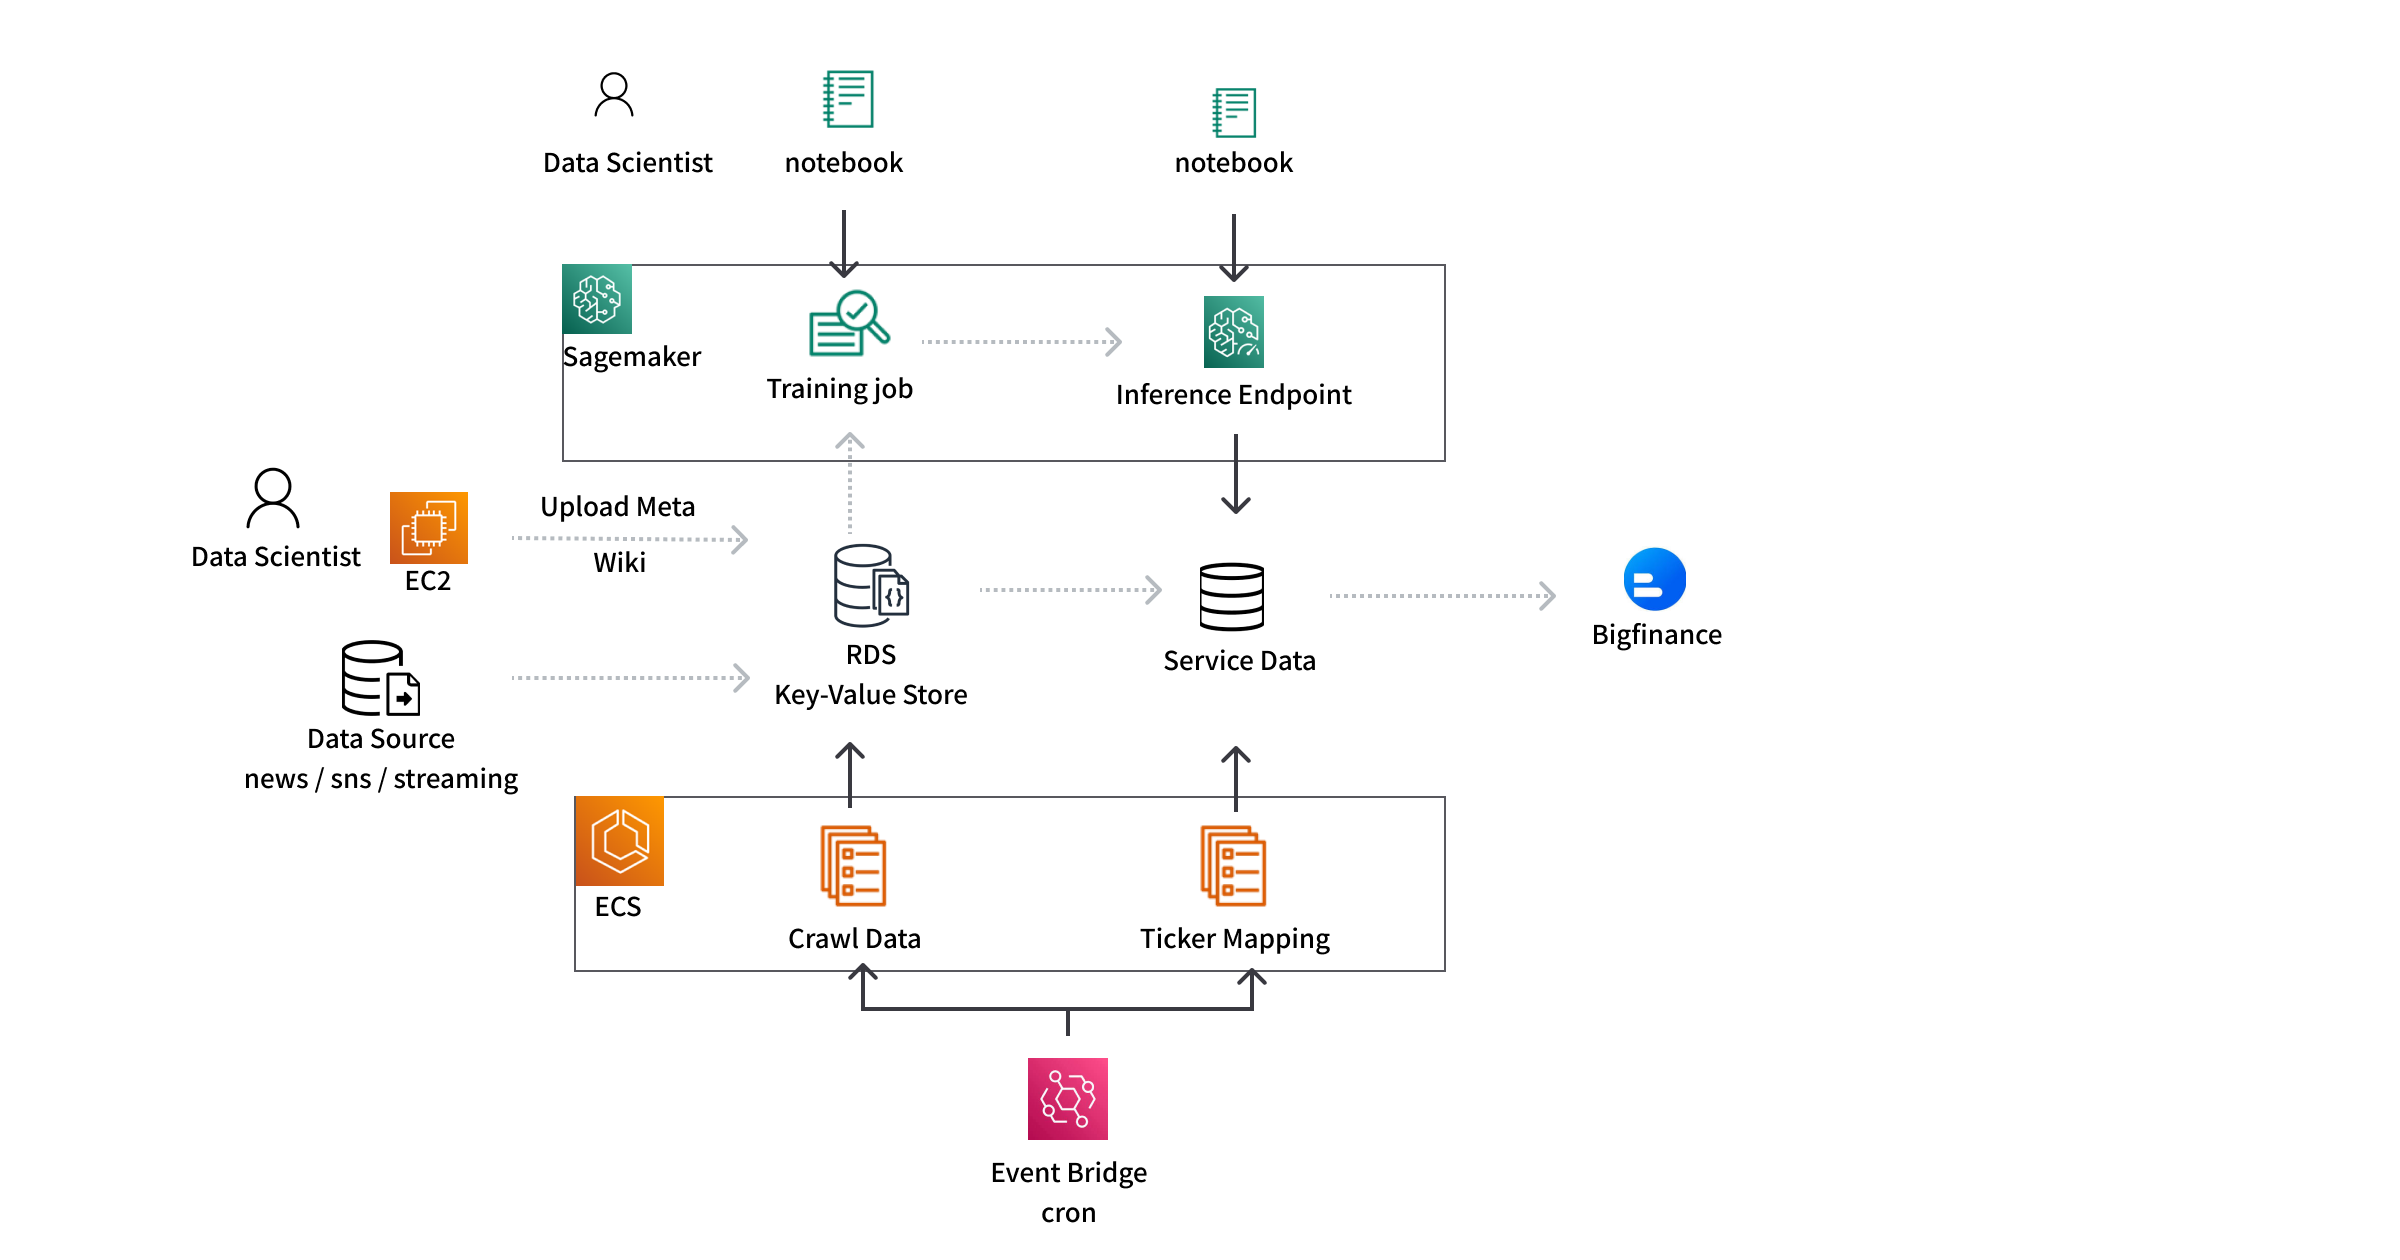 Data Scientist
notebook
notebook
Sagemaker
Training job
Inference Endpoint
Data Scientist
EC2
Upload Meta
Wiki
RDS
Key-Value Store
Service Data
Bigfinance
Data Source
news / sns / streaming
ECS
Crawl Data
Ticker Mapping
Event Bridge
cron